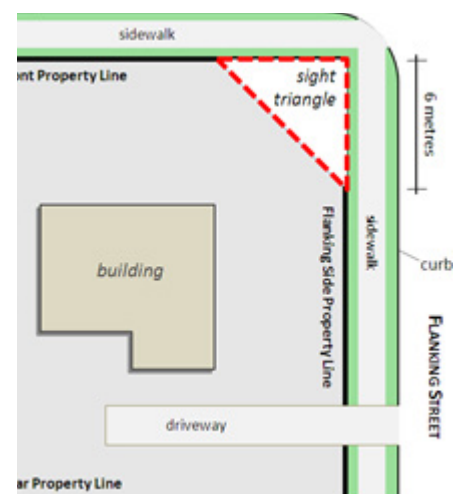 sidewalk
nt Property Line
sight
triangle
6 metres
Flanking Side Property Line
sidewalk
curb
building
FLANKING STREET
driveway
ar Property Line